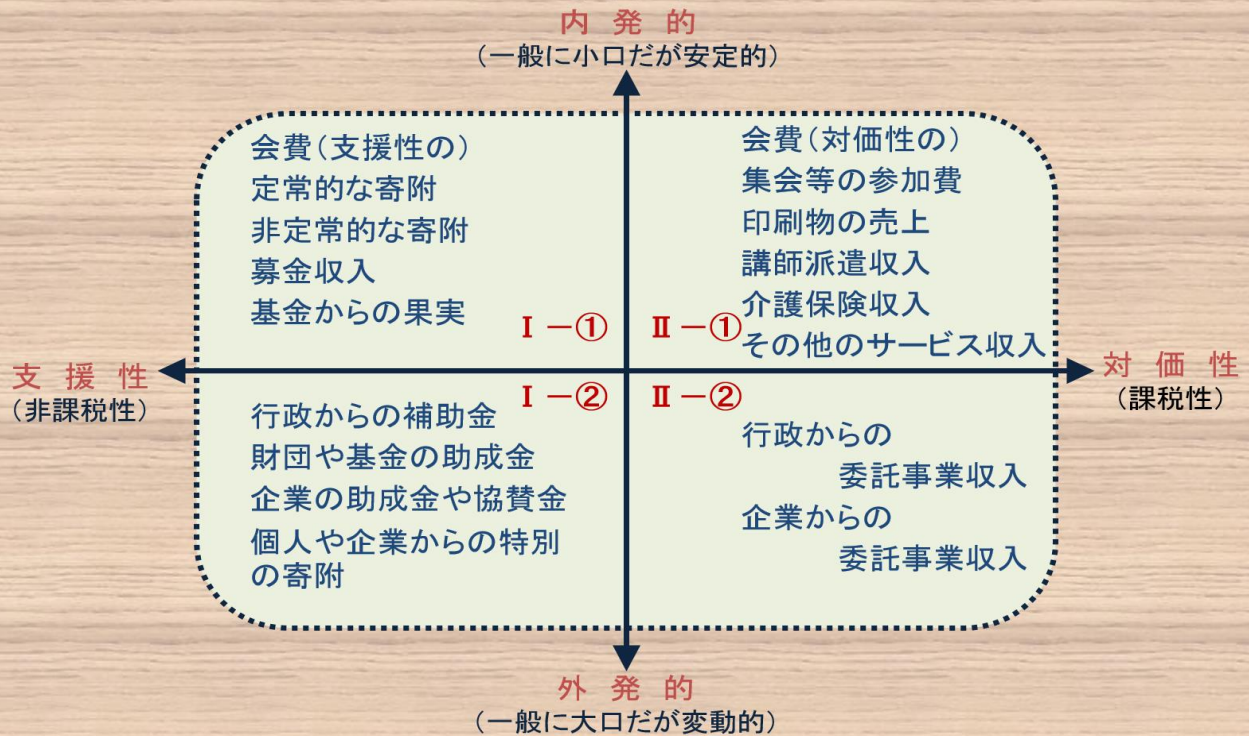 内 発 的
（一般に小口だが安定的）
会費（支援性の）
定常的な寄附
非定常的な寄附
募金収入
基金からの果実
Ⅰ－①
会費（対価性の）
集会等の参加費
印刷物の売上
講師派遣収入
介護保険収入
その他のサービス収入
Ⅱ－①
支 援 性
（非課税性）
対 価 性
（課税性）
Ⅰ－②
行政からの補助金
財団や基金の助成金
企業の助成金や協賛金
個人や企業からの特別
の寄附
Ⅱ－②
行政からの
委託事業収入
企業からの
委託事業収入
外 発 的
（一般に大口だが変動的）